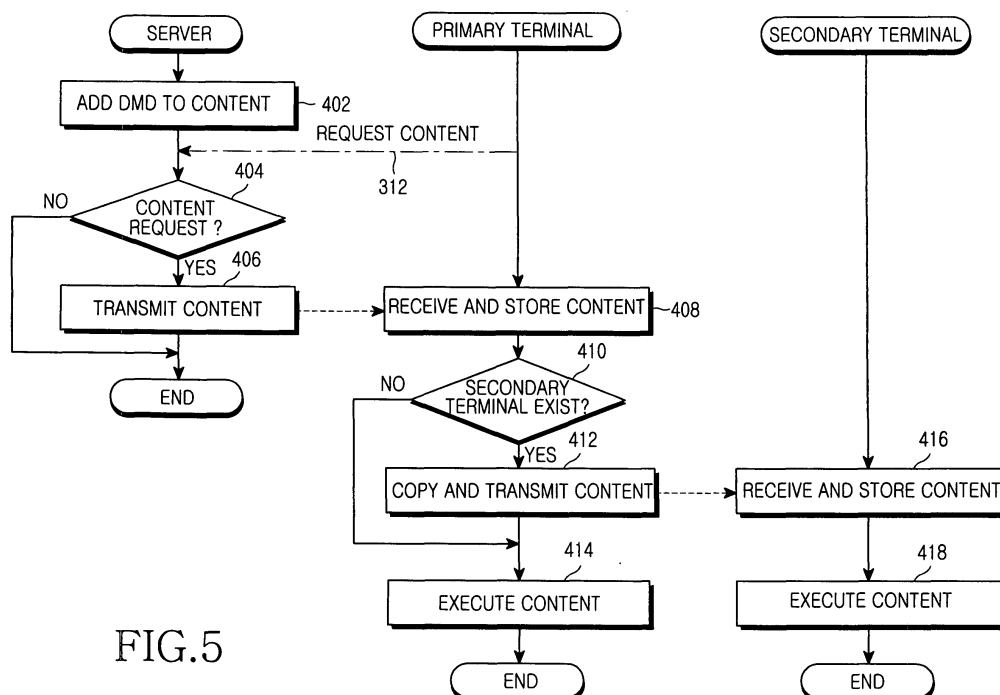 SERVER
PRIMARY TERMINAL
SECONDARY TERMINAL
ADD DMD TO CONTENT
402
REQUEST CONTENT
312
404
NO
CONTENT
REQUEST ?
YES
406
TRANSMIT CONTENT
RECEIVE AND STORE CONTENT
408
END
410
NO
SECONDARY
TERMINAL EXIST?
YES
412
COPY AND TRANSMIT CONTENT
416
RECEIVE AND STORE CONTENT
414
EXECUTE CONTENT
418
EXECUTE CONTENT
END
END
FIG.5